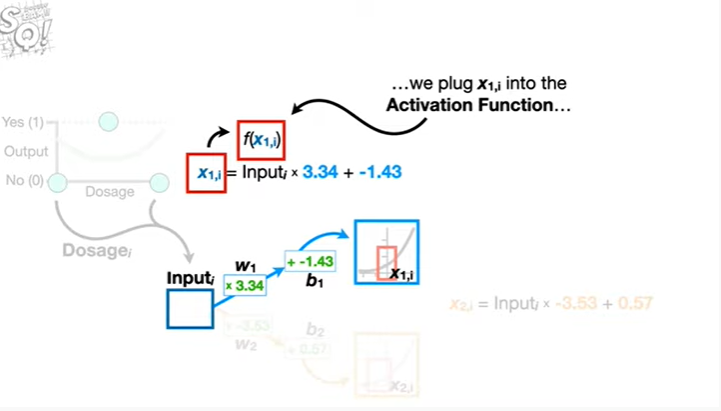 SQ!
...we plug x1,i into the
Activation Function...
Yes (1)
f(x1,i)
Output
x1,i = Inputi × 3.34 + -1.43
No (0)
Dosage
Dosagei
w1
+ -1.43
Inputi
× 3.34
b1
x1,i
x2,i = Inputi × -3.53 + 0.57
× -3.53
b2
w2
+ 0.57
x2,i